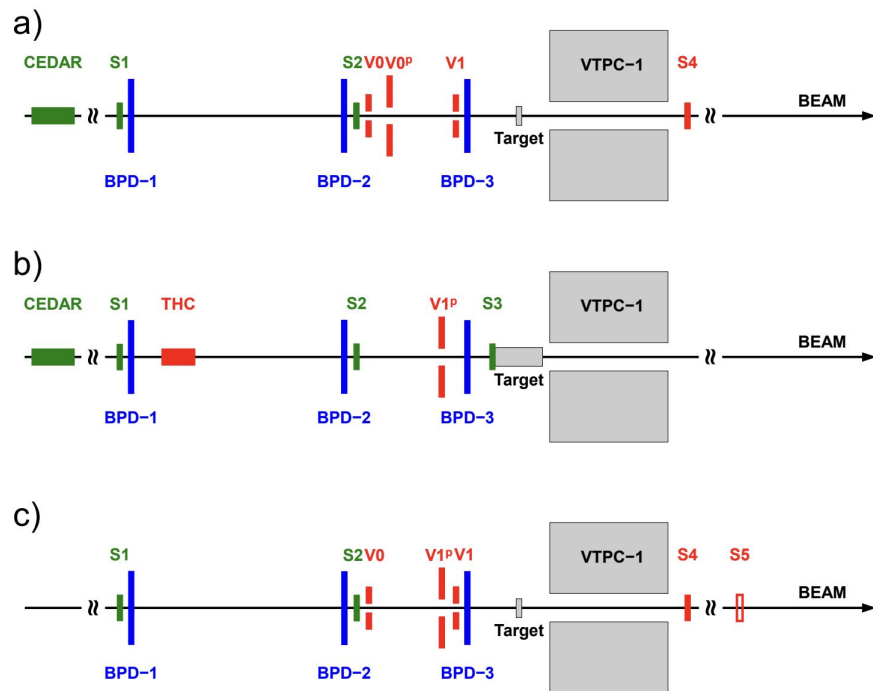 a)
CEDAR S1 S2 V0 V0ᵖ V1 VTPC−1 S4
BEAM
Target
BPD−1 BPD−2 BPD−3
b)
CEDAR S1 THC S2 V1ᵖ S3 VTPC−1
BEAM
Target
BPD−1 BPD−2 BPD−3
c)
S1 S2 V0 V1ᵖ V1 VTPC−1 S4 S5
BEAM
Target
BPD−1 BPD−2 BPD−3